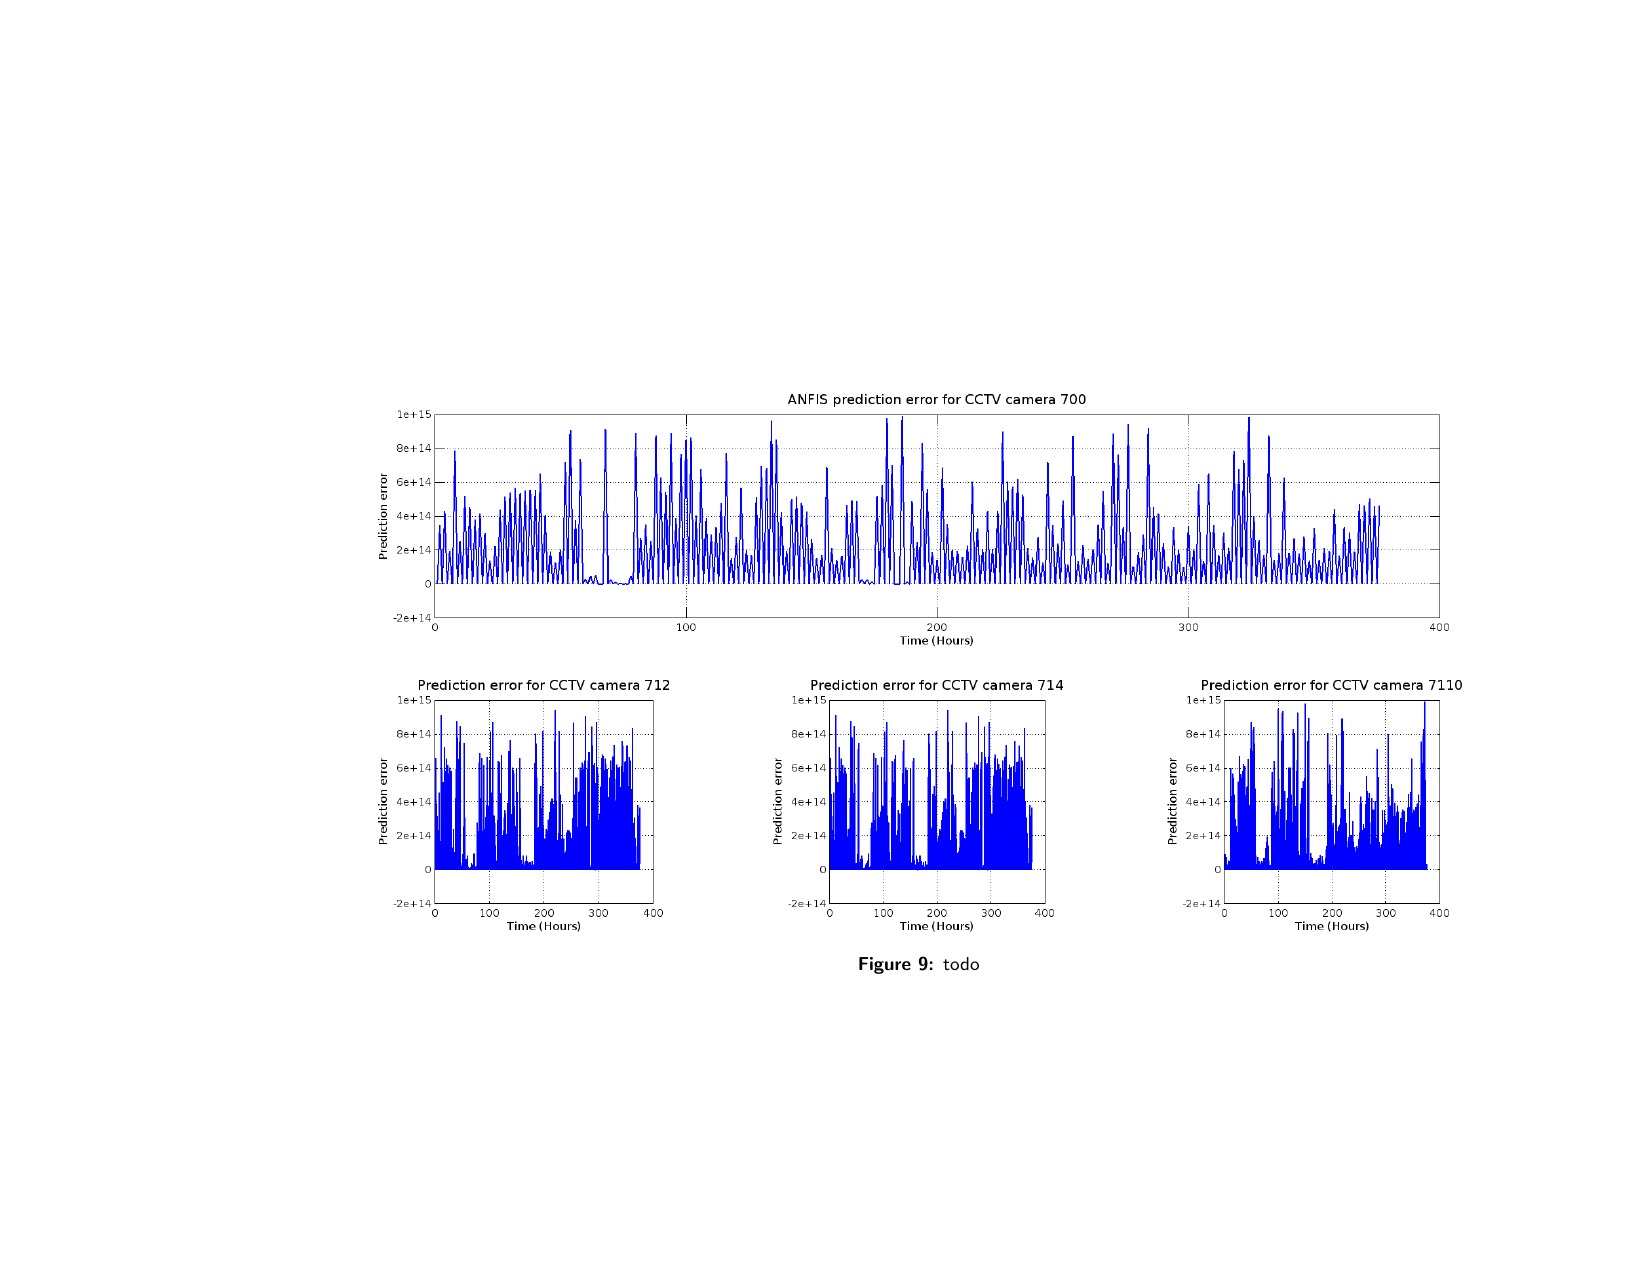 ANFIS prediction error for CCTV camera 700
1e+15
8e+14
6e+14
4e+14
2e+14
0
-2e+14
Prediction error
0 100 200 300 400
Time (Hours)
Prediction error for CCTV camera 712
1e+15
8e+14
6e+14
4e+14
2e+14
0
-2e+14
Prediction error
0 100 200 300 400
Time (Hours)
Prediction error for CCTV camera 714
1e+15
8e+14
6e+14
4e+14
2e+14
0
-2e+14
Prediction error
0 100 200 300 400
Time (Hours)
Prediction error for CCTV camera 7110
1e+15
8e+14
6e+14
4e+14
2e+14
0
-2e+14
Prediction error
0 100 200 300 400
Time (Hours)
Figure 9: todo